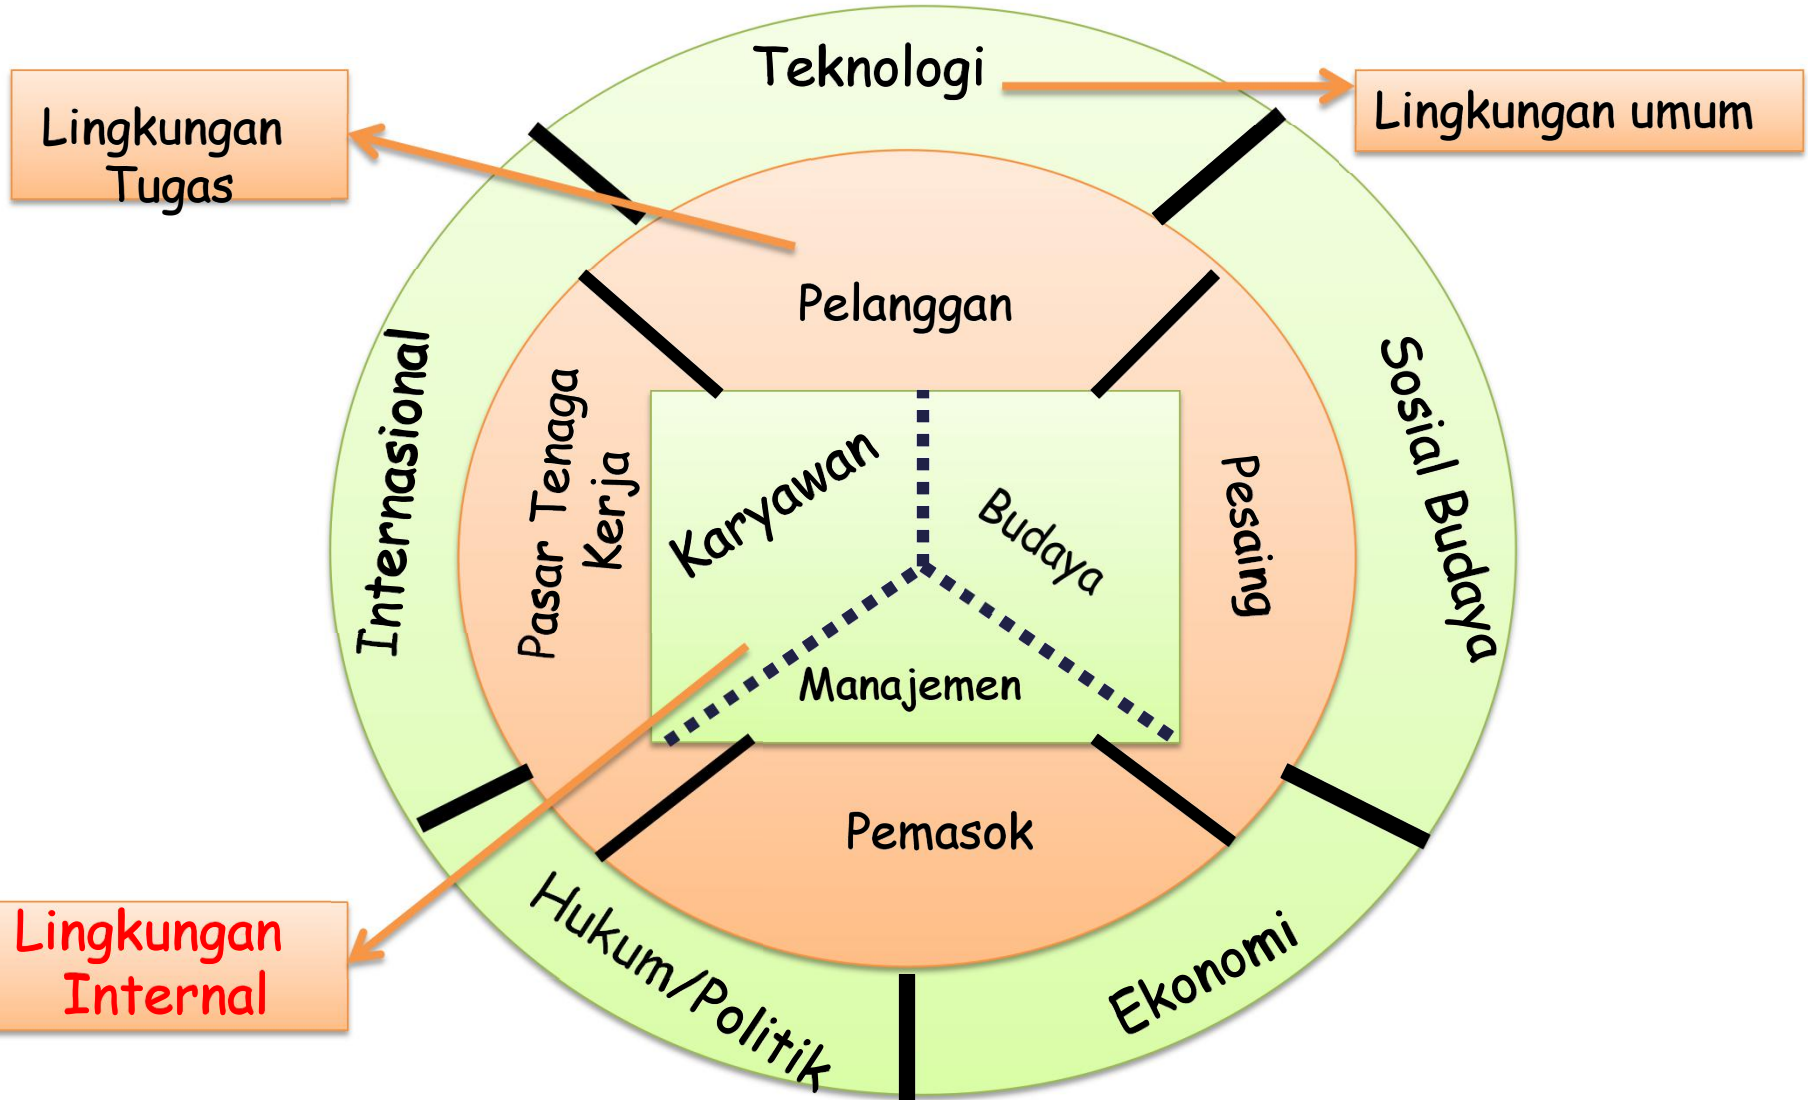 Teknologi
Lingkungan umum
Lingkungan
Tugas
Pelanggan
Internasional
Pasar Tenaga
Kerja
Karyawan
Budaya
Pesaing
Sosial Budaya
Manajemen
Pemasok
Lingkungan
Internal
Hukum/Politik
Ekonomi